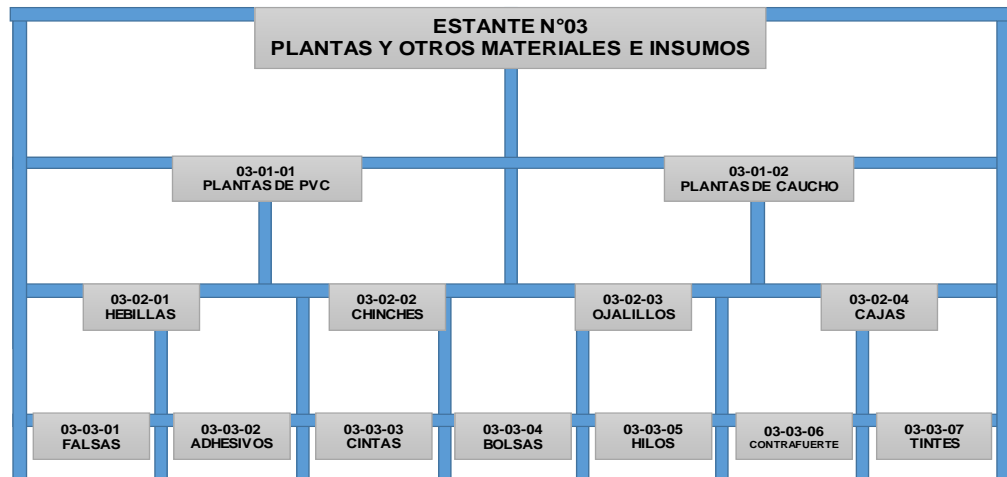 ESTANTE N°03
PLANTAS Y OTROS MATERIALES E INSUMOS
03-01-01
PLANTAS DE PVC
03-01-02
PLANTAS DE CAUCHO
03-02-01
HEBILLAS
03-02-02
CHINCHES
03-02-03
OJALILLOS
03-02-04
CAJAS
03-03-01
FALSAS
03-03-02
ADHESIVOS
03-03-03
CINTAS
03-03-04
BOLSAS
03-03-05
HILOS
03-03-06
CONTRAFUERTE
03-03-07
TINTES